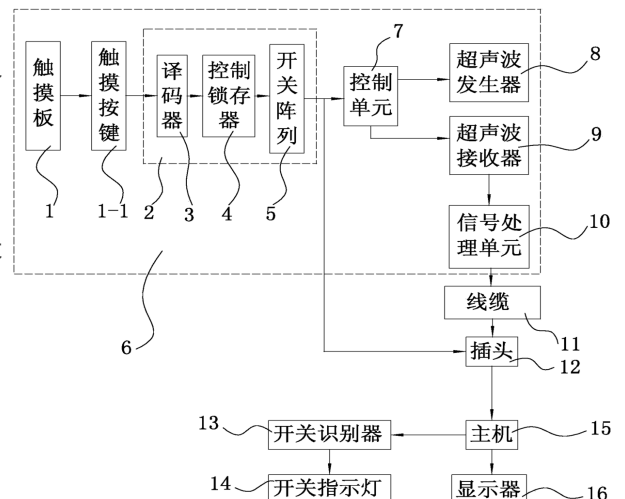 触摸板
触摸按键
译码器
控制锁存器
开关阵列
控制单元
超声波
发生器
超声波
接收器
信号处
理单元
线缆
插头
主机
开关识别器
开关指示灯
显示器
1
1-1
2
3
4
5
6
7
8
9
10
11
12
13
14
15
16